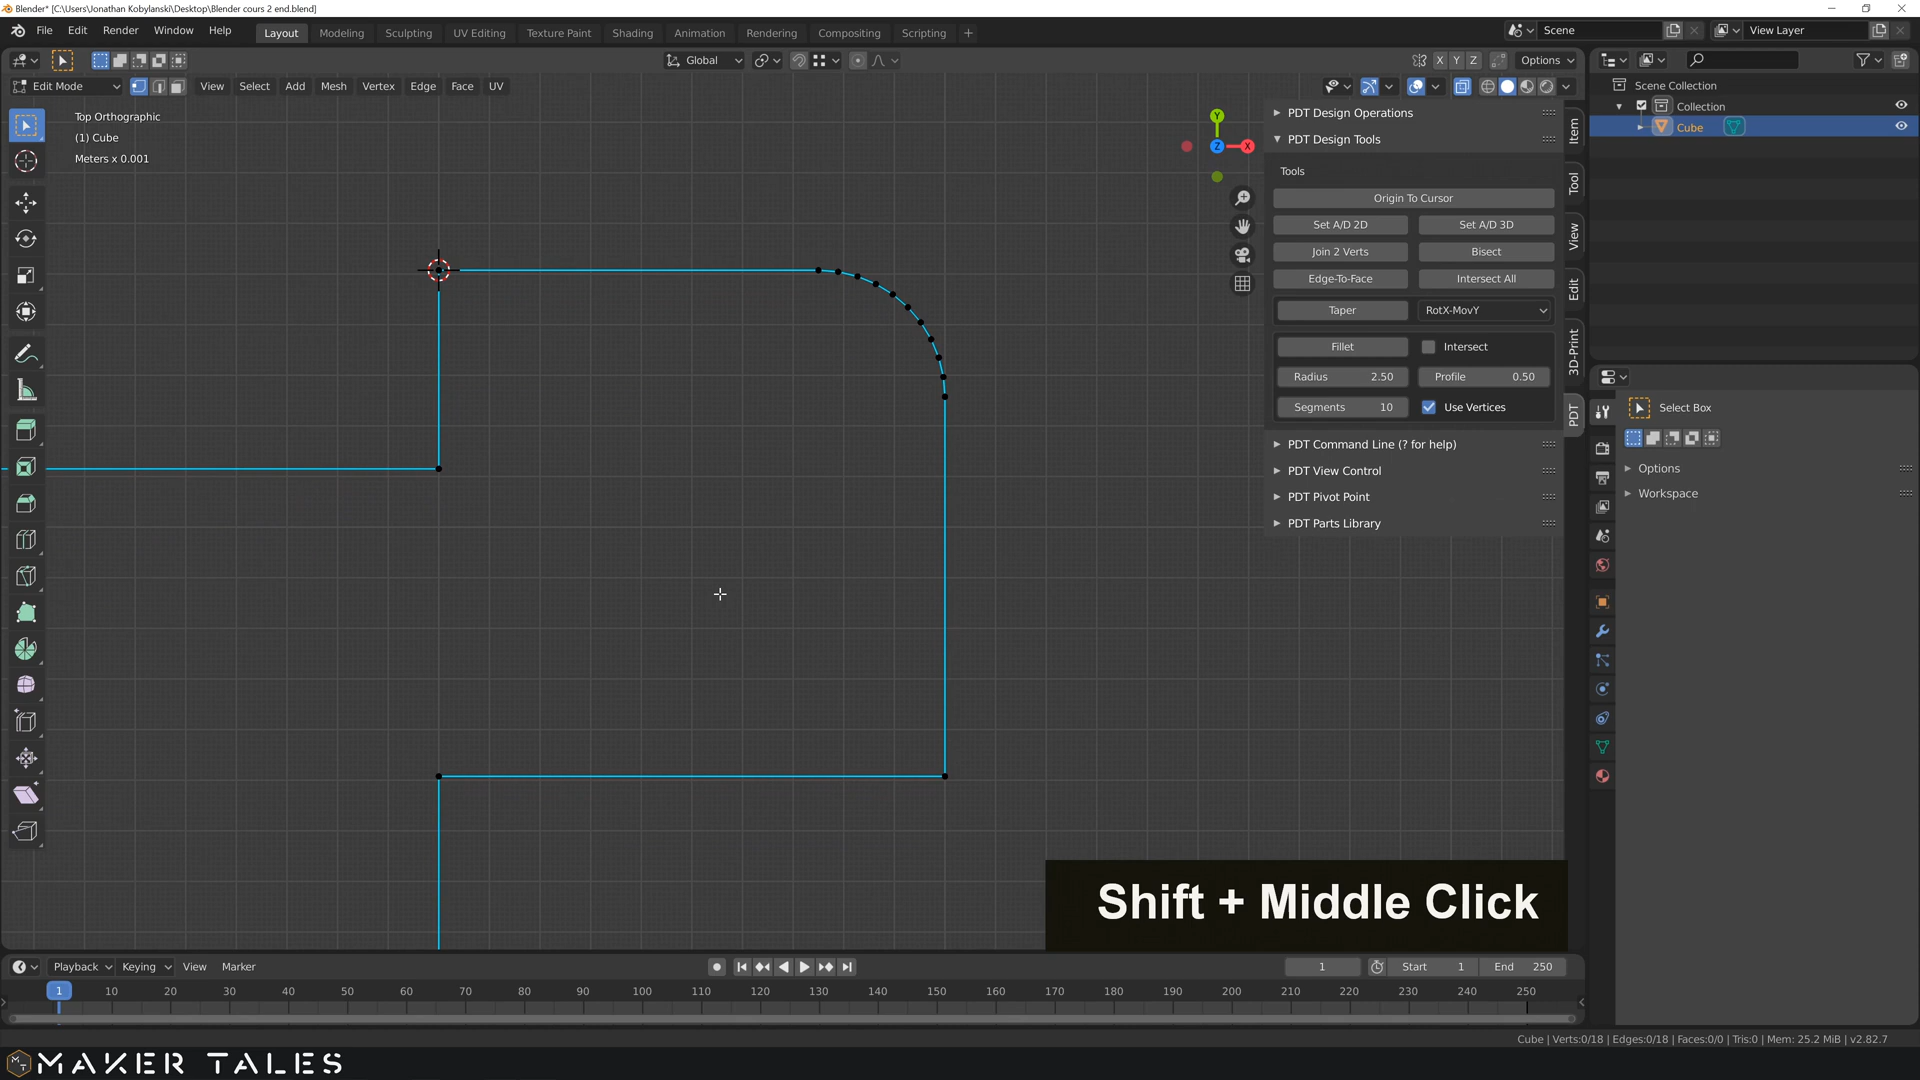 Blender* [C:\Users\Jonathan Kobylanski\Desktop\Blender cours 2 end.blend]
File Edit Render Window Help Layout Modeling Sculpting UV Editing Texture Paint Shading Animation Rendering Compositing Scripting + Scene View Layer
Global X Y Z Options
Edit Mode View Select Add Mesh Vertex Edge Face UV
Scene Collection
Collection
Cube
Top Orthographic
(1) Cube
Meters x 0.001
Y
Z
X
PDT Design Operations
PDT Design Tools
Tools
Origin To Cursor
Set A/D 2D Set A/D 3D
Join 2 Verts Bisect
Edge-To-Face Intersect All
Taper RotX-MovY
Fillet Intersect
Radius 2.50 Profile 0.50
Segments 10 Use Vertices
PDT Command Line (? for help)
PDT View Control
PDT Pivot Point
PDT Parts Library
Item
Tool
View
Edit
3D-Print
PDT
Select Box
Options
Workspace
Shift + Middle Click
Playback Keying View Marker 1 Start 1 End 250
1 10 20 30 40 50 60 70 80 90 100 110 120 130 140 150 160 170 180 190 200 210 220 230 240 250
Cube | Verts:0/18 | Edges:0/18 | Faces:0/0 | Tris:0 | Mem: 25.2 MiB | v2.82.7
MAKER TALES